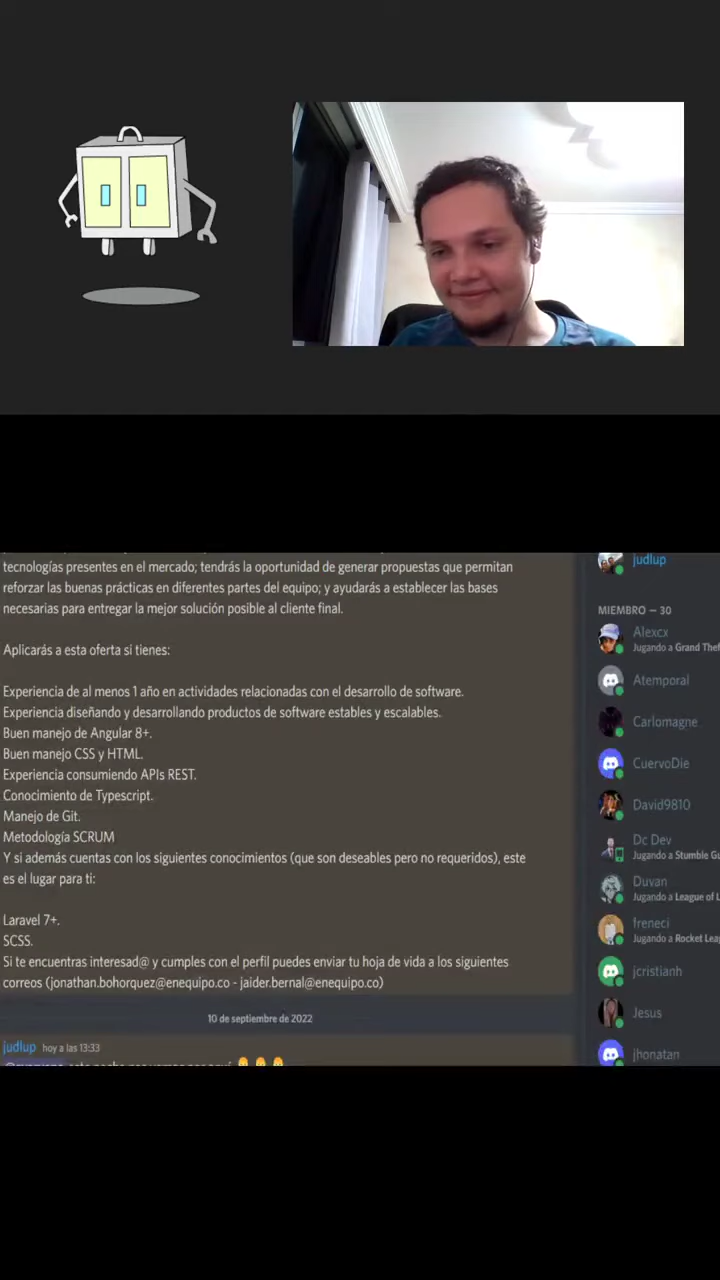 tecnologías presentes en el mercado; tendrás la oportunidad de generar propuestas que permitan
reforzar las buenas prácticas en diferentes partes del equipo; y ayudarás a establecer las bases
necesarias para entregar la mejor solución posible al cliente final.
Aplicarás a esta oferta si tienes:
Experiencia de al menos 1 año en actividades relacionadas con el desarrollo de software.
Experiencia diseñando y desarrollando productos de software estables y escalables.
Buen manejo de Angular 8+.
Buen manejo CSS y HTML.
Experiencia consumiendo APIs REST.
Conocimiento de Typescript.
Manejo de Git.
Metodología SCRUM
Y si además cuentas con los siguientes conocimientos (que son deseables pero no requeridos), este
es el lugar para ti:
Laravel 7+.
SCSS.
Si te encuentras interesad@ y cumples con el perfil puedes enviar tu hoja de vida a los siguientes
correos (jonathan.bohorquez@enequipo.co - jaider.bernal@enequipo.co)
10 de septiembre de 2022
judlup hoy a las 13:33
judlup
MIEMBRO — 30
Alexcx
Jugando a Grand Thef
Atemporal
Carlomagne
CuervoDie
David9810
Dc Dev
Jugando a Stumble Gu
Duvan
Jugando a League of L
freneci
Jugando a Rocket Leag
jcristianh
Jesus
jhonatan